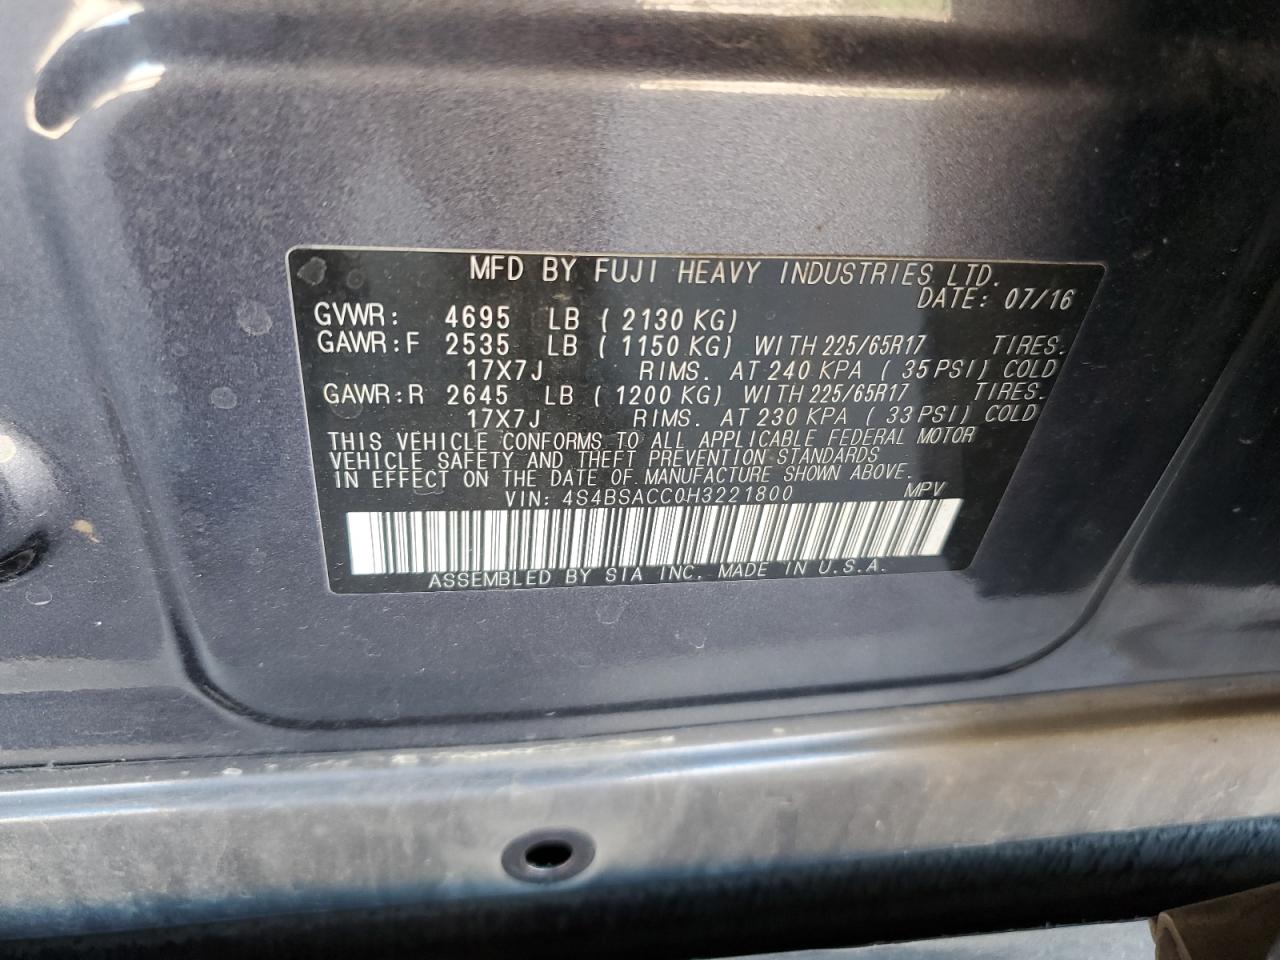 MFD BY FUJI HEAVY INDUSTRIES LTD.
DATE: 07/16
GVWR: 4695 LB ( 2130 KG)
GAWR:F 2535 LB ( 1150 KG) WITH 225/65R17 TIRES.
17X7J RIMS. AT 240 KPA ( 35 PSI) COLD
GAWR:R 2645 LB ( 1200 KG) WITH 225/65R17 TIRES.
17X7J RIMS. AT 230 KPA ( 33 PSI) COLD
THIS VEHICLE CONFORMS TO ALL APPLICABLE FEDERAL MOTOR
VEHICLE SAFETY AND THEFT PREVENTION STANDARDS
IN EFFECT ON THE DATE OF MANUFACTURE SHOWN ABOVE.
VIN: 4S4BSACC0H3221800 MPV
ASSEMBLED BY SIA INC. MADE IN U.S.A.